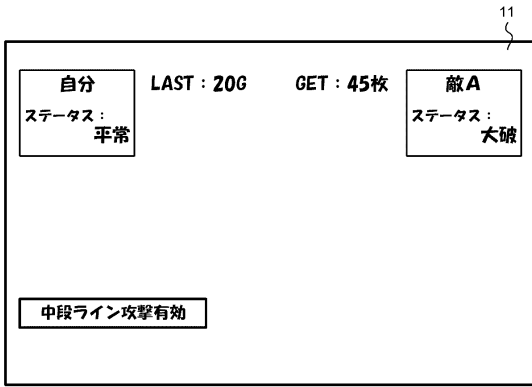 11
自分
ステータス：
平常
LAST：20G
GET：45枚
敵A
ステータス：
大破
中段ライン攻撃有効